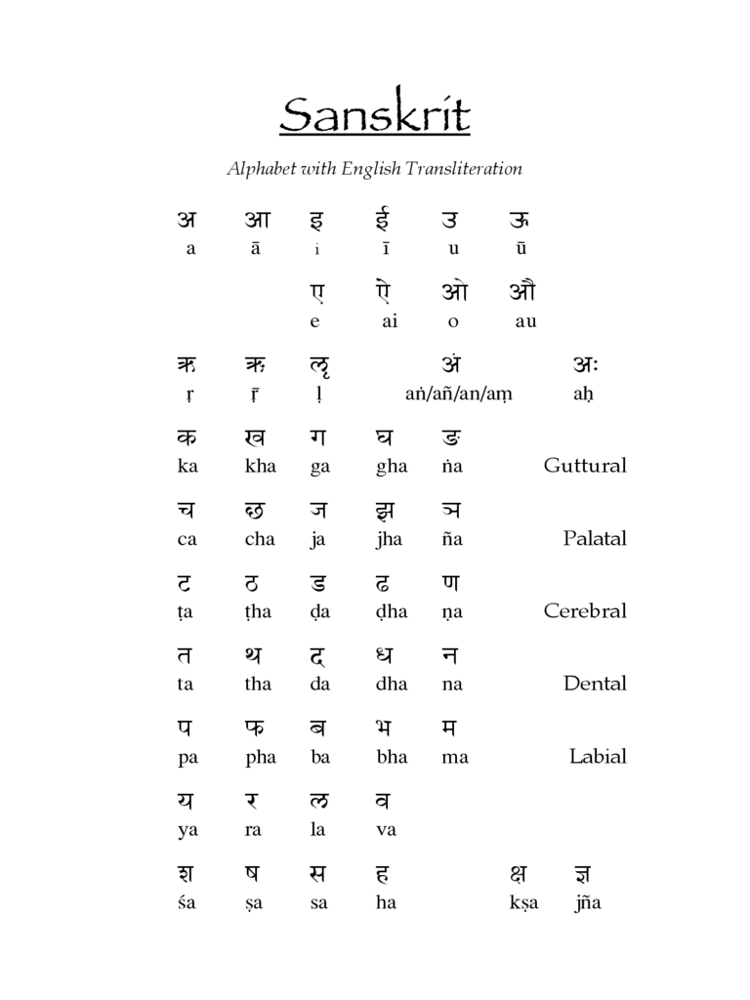 Sanskrit
Alphabet with English Transliteration
अ आ इ ई उ ऊ
a ā i ī u ū
ए ऐ ओ औ
e ai o au
ऋ ॠ ऌ अं अः
ṛ ṝ ḷ aṅ/añ/an/aṃ aḥ
क ख ग घ ङ
ka kha ga gha ṅa Guttural
च छ ज झ ञ
ca cha ja jha ña Palatal
ट ठ ड ढ ण
ṭa ṭha ḍa ḍha ṇa Cerebral
त थ द ध न
ta tha da dha na Dental
प फ ब भ म
pa pha ba bha ma Labial
य र ल व
ya ra la va
श ष स ह क्ष ज्ञ
śa ṣa sa ha kṣa jña